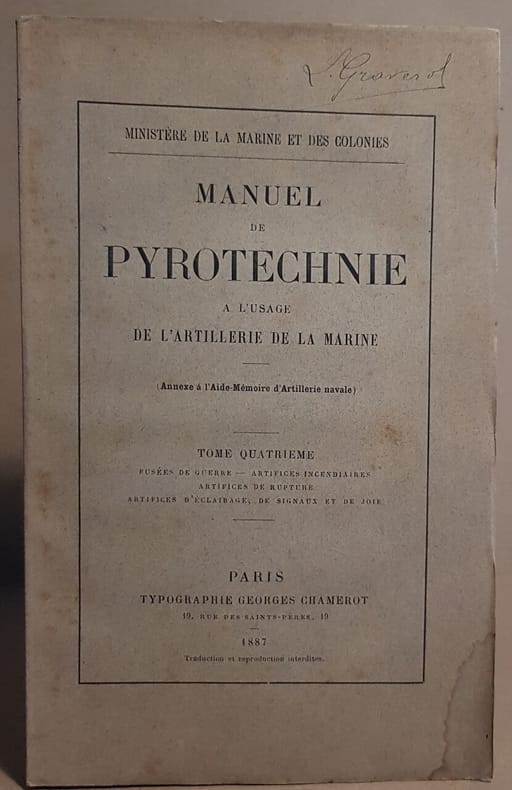 L. Graverol
MINISTÈRE DE LA MARINE ET DES COLONIES
MANUEL
DE
PYROTECHNIE
A L'USAGE
DE L'ARTILLERIE DE LA MARINE
(Annexe à l'Aide-Mémoire d'Artillerie navale)
TOME QUATRIÈME
FUSÉES DE GUERRE — ARTIFICES INCENDIAIRES
ARTIFICES DE RUPTURE
ARTIFICES D'ÉCLAIRAGE, DE SIGNAUX ET DE JOIE
PARIS
TYPOGRAPHIE GEORGES CHAMEROT
19, RUE DES SAINTS-PÈRES, 19
1887
Traduction et reproduction interdites.